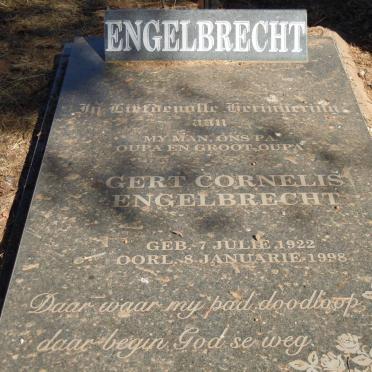 ENGELBRECHT
In Liefdevolle Herinnering
aan
MY MAN, ONS PA
OUPA EN GROOT, OUPA
GERT CORNELIS
ENGELBRECHT
GEB. 7 JULIE 1922
OORL. 8 JANUARIE 1998
Daar waar my pad doodloop
daar begin God se weg.